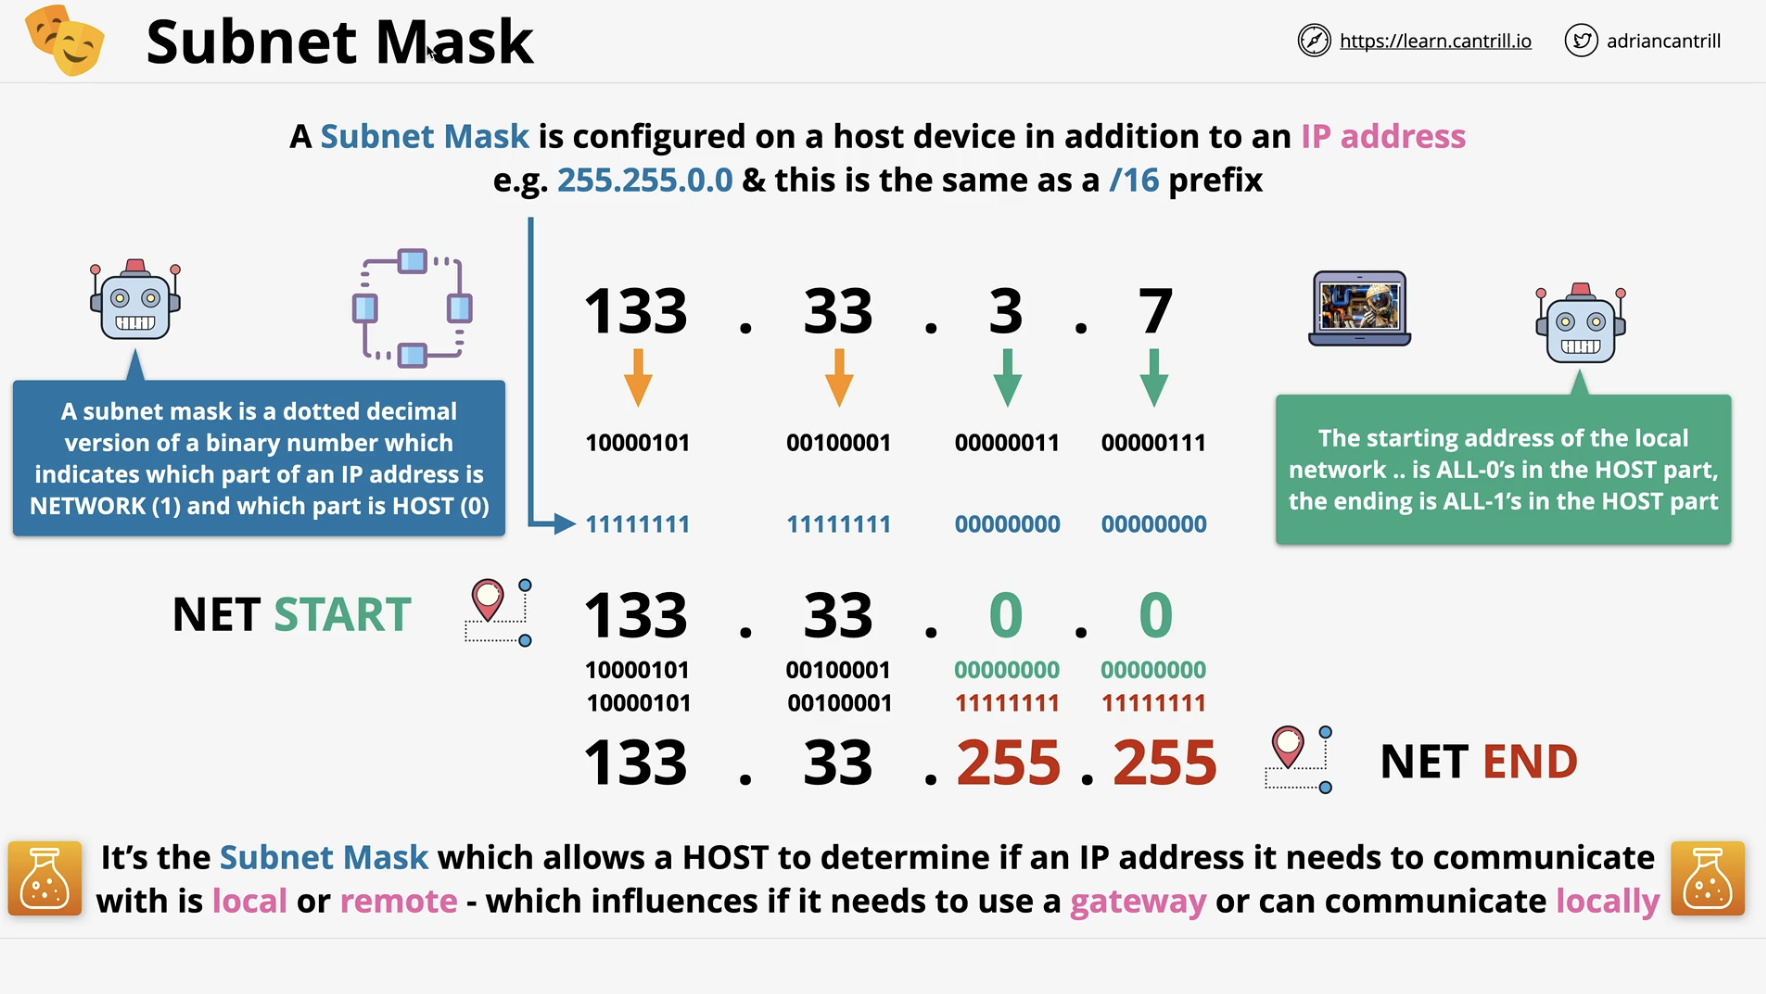 Subnet Mask
https://learn.cantrill.io
adriancantrill
A Subnet Mask is configured on a host device in addition to an IP address
e.g. 255.255.0.0 & this is the same as a /16 prefix
133 . 33 . 3 . 7
A subnet mask is a dotted decimal
version of a binary number which
indicates which part of an IP address is
NETWORK (1) and which part is HOST (0)
10000101 00100001 00000011 00000111
11111111 11111111 00000000 00000000
The starting address of the local
network .. is ALL-0's in the HOST part,
the ending is ALL-1's in the HOST part
NET START
133 . 33 . 0 . 0
10000101 00100001 00000000 00000000
10000101 00100001 11111111 11111111
133 . 33 . 255 . 255
NET END
It's the Subnet Mask which allows a HOST to determine if an IP address it needs to communicate
with is local or remote - which influences if it needs to use a gateway or can communicate locally